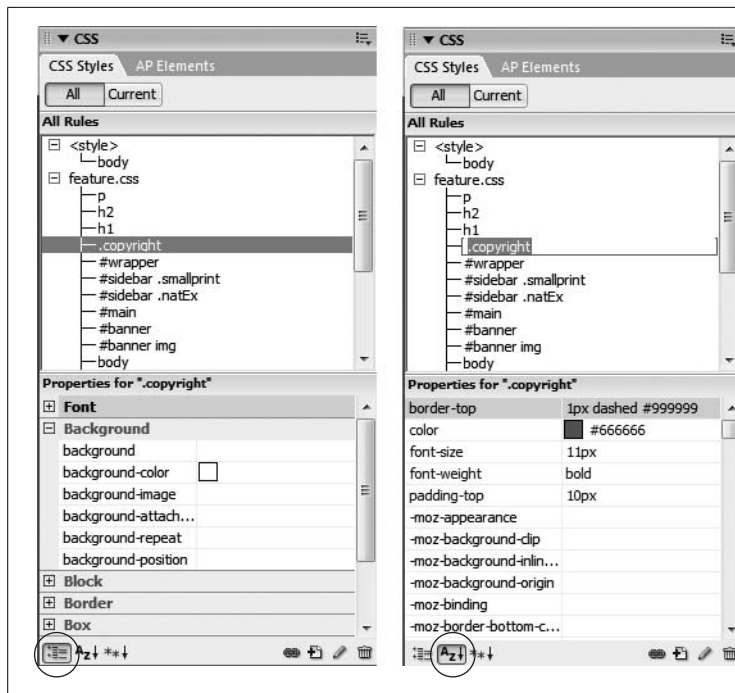 CSS
CSS Styles AP Elements
All Current
All Rules
<style>
body
feature.css
p
h2
h1
.copyright
#wrapper
#sidebar .smallprint
#sidebar .natEx
#main
#banner
#banner img
body
Properties for ".copyright"
Font
Background
background
background-color
background-image
background-attach...
background-repeat
background-position
Block
Border
Box
AZ↓ **↓
CSS
CSS Styles AP Elements
All Current
All Rules
<style>
body
feature.css
p
h2
h1
.copyright
#wrapper
#sidebar .smallprint
#sidebar .natEx
#main
#banner
#banner img
body
Properties for ".copyright"
border-top 1px dashed #999999
color #666666
font-size 11px
font-weight bold
padding-top 10px
-moz-appearance
-moz-background-clip
-moz-background-inlin...
-moz-background-origin
-moz-binding
-moz-border-bottom-c...
AZ↓ **↓